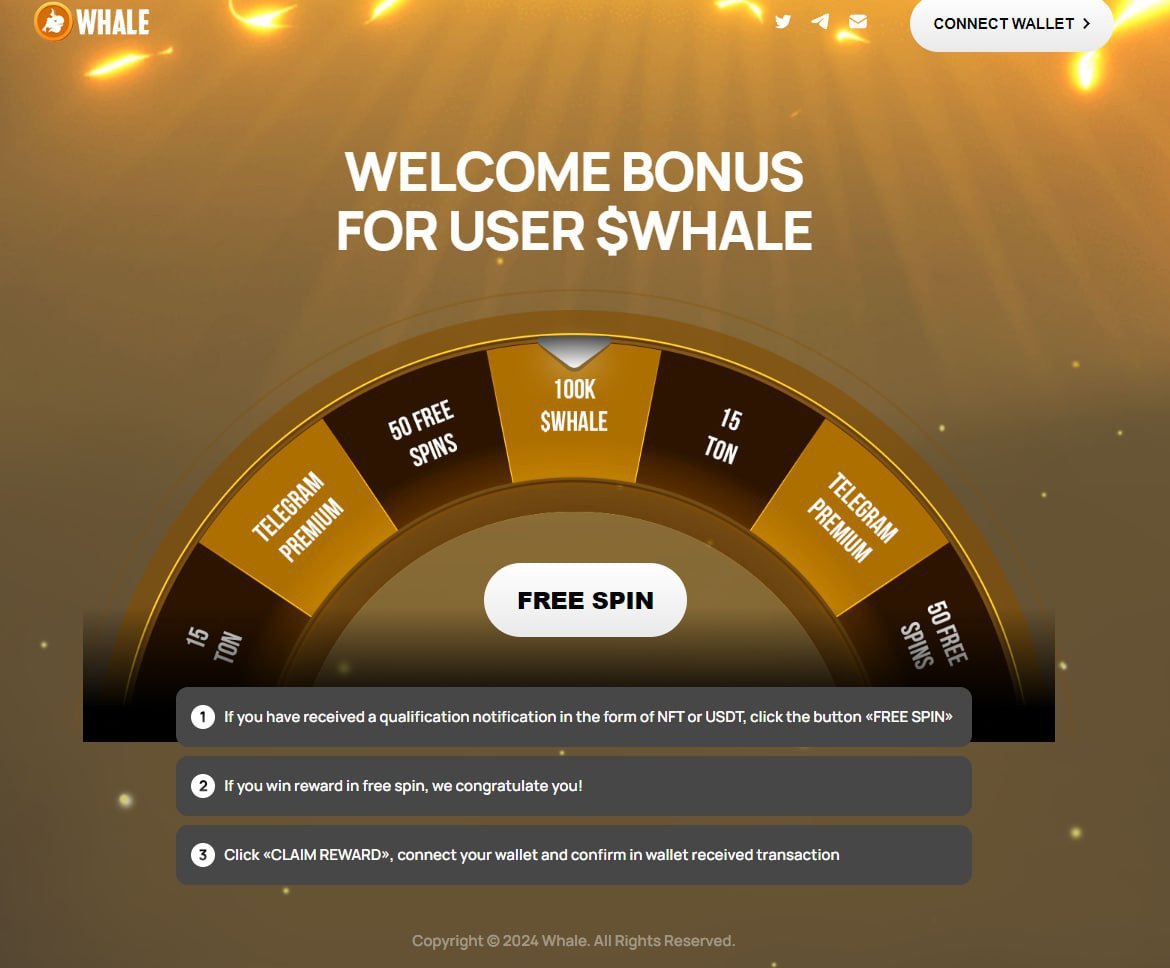 WHALE
CONNECT WALLET
WELCOME BONUS
FOR USER $WHALE
15
TON
TELEGRAM
PREMIUM
50 FREE
SPINS
100K
$WHALE
15
TON
TELEGRAM
PREMIUM
50 FREE
SPINS
FREE SPIN
1 If you have received a qualification notification in the form of NFT or USDT, click the button «FREE SPIN»
2 If you win reward in free spin, we congratulate you!
3 Click «CLAIM REWARD», connect your wallet and confirm in wallet received transaction
Copyright © 2024 Whale. All Rights Reserved.